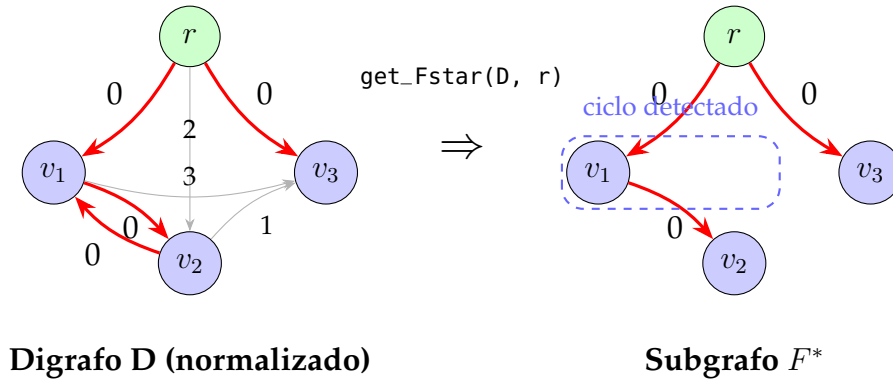 r
0
0
2
v₁
3
v₃
0
0
1
v₂
Digrafo D (normalizado)
get_Fstar(D, r)
⇒
r
0
0
ciclo detectado
v₁
v₃
0
v₂
Subgrafo F*